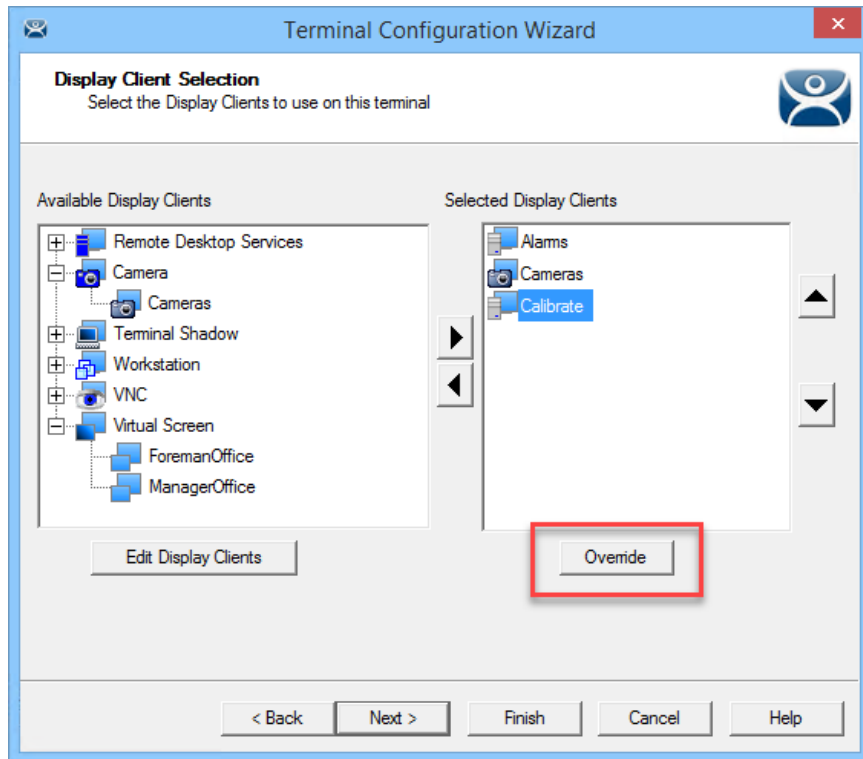 Terminal Configuration Wizard
Display Client Selection
Select the Display Clients to use on this terminal
Available Display Clients
Remote Desktop Services
Camera
Cameras
Terminal Shadow
Workstation
VNC
Virtual Screen
ForemanOffice
ManagerOffice
Edit Display Clients
Selected Display Clients
Alarms
Cameras
Calibrate
Override
< Back
Next >
Finish
Cancel
Help